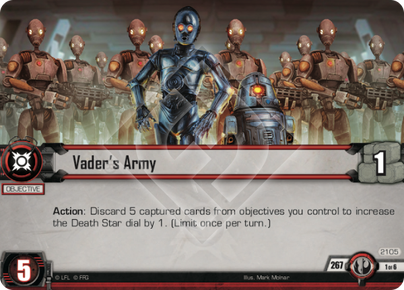 Vader's Army
1
OBJECTIVE
Action: Discard 5 captured cards from objectives you control to increase
the Death Star dial by 1. (Limit once per turn.)
2105
267
1 of 6
5
© LFL © FFG
Illus. Mark Molnar